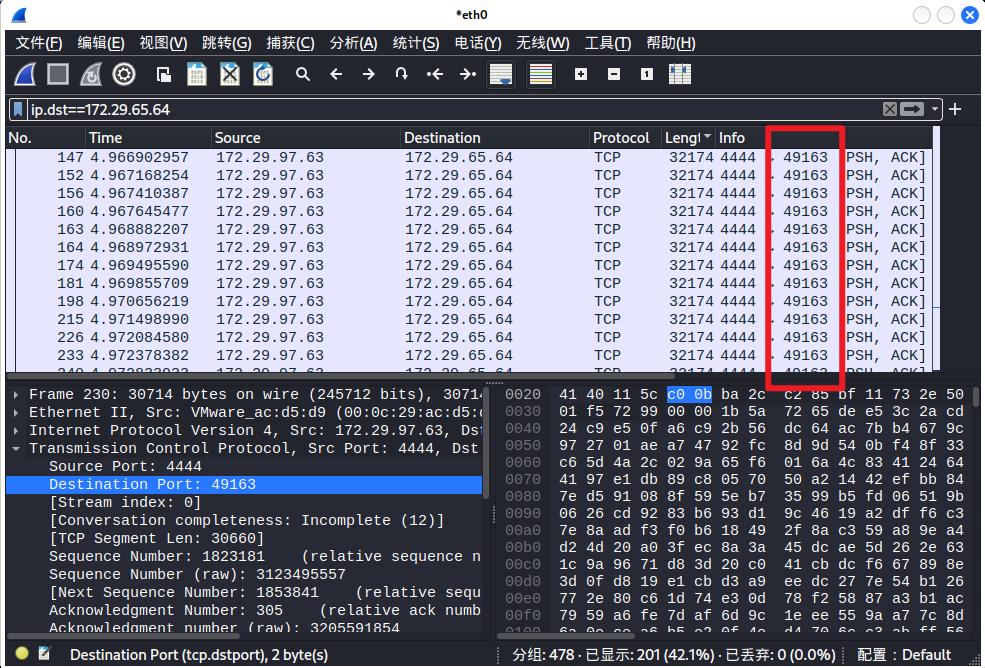 *eth0
文件(F) 编辑(E) 视图(V) 跳转(G) 捕获(C) 分析(A) 统计(S) 电话(Y) 无线(W) 工具(T) 帮助(H)
ip.dst==172.29.65.64
No. Time Source Destination Protocol Lengt Info
147 4.966902957 172.29.97.63 172.29.65.64 TCP 32174 4444 49163 PSH, ACK]
152 4.967168254 172.29.97.63 172.29.65.64 TCP 32174 4444 49163 PSH, ACK]
156 4.967410387 172.29.97.63 172.29.65.64 TCP 32174 4444 49163 PSH, ACK]
160 4.967645477 172.29.97.63 172.29.65.64 TCP 32174 4444 49163 PSH, ACK]
163 4.968882207 172.29.97.63 172.29.65.64 TCP 32174 4444 49163 PSH, ACK]
164 4.968972931 172.29.97.63 172.29.65.64 TCP 32174 4444 49163 PSH, ACK]
174 4.969495590 172.29.97.63 172.29.65.64 TCP 32174 4444 49163 PSH, ACK]
181 4.969855709 172.29.97.63 172.29.65.64 TCP 32174 4444 49163 PSH, ACK]
198 4.970656219 172.29.97.63 172.29.65.64 TCP 32174 4444 49163 PSH, ACK]
215 4.971498990 172.29.97.63 172.29.65.64 TCP 32174 4444 49163 PSH, ACK]
226 4.972084580 172.29.97.63 172.29.65.64 TCP 32174 4444 49163 PSH, ACK]
233 4.972378382 172.29.97.63 172.29.65.64 TCP 32174 4444 49163 PSH, ACK]
Frame 230: 30714 bytes on wire (245712 bits), 30714
Ethernet II, Src: VMware_ac:d5:d9 (00:0c:29:ac:d5:
Internet Protocol Version 4, Src: 172.29.97.63, Dst
Transmission Control Protocol, Src Port: 4444, Dst
Source Port: 4444
Destination Port: 49163
[Stream index: 0]
[Conversation completeness: Incomplete (12)]
[TCP Segment Len: 30660]
Sequence Number: 1823181 (relative sequence n
Sequence Number (raw): 3123495557
[Next Sequence Number: 1853841 (relative sequ
Acknowledgment Number: 305 (relative ack numb
Acknowledgment number (raw): 3205591854
0020 41 40 11 5c c0 0b ba 2c c2 85 bf 11 73 2e 50
0030 01 f5 72 99 00 00 1b 5a 72 65 de e5 3c 2a cd
0040 24 c9 e5 0f a6 c9 2b 56 dc 64 ac 7b b4 67 9c
0050 97 27 01 ae a7 47 92 fc 8d 9d 54 0b f4 8f 33
0060 c6 5d 4a 2c 02 9a 65 f6 01 6a 4c 83 41 24 64
0070 41 97 e1 db 89 c8 05 70 50 a2 14 42 ef bb 84
0080 7e d5 91 08 8f 59 5e b7 35 99 b5 fd 06 51 9b
0090 06 26 cd 92 83 b6 93 d1 9c 46 19 a2 df f6 c3
00a0 7e 8a ad f3 f0 b6 18 49 2f 8a c3 59 a8 9e a4
00b0 d2 4d 20 a0 3f ec 8a 3a 45 dc ae 5d 26 2e 63
00c0 1c 9a 96 71 d8 3d 20 c0 41 cb dc f6 67 89 8e
00d0 3d 0f d8 19 e1 cb d3 a9 ee dc 27 7e 54 b1 26
00e0 77 2e 80 c6 1d 74 e3 0d 78 f2 58 87 a3 b1 ac
00f0 79 59 a6 fe 7d af 6d 9c 1e ee 55 9a a7 7c 8d
Destination Port (tcp.dstport), 2 byte(s)
分组: 478 · 已显示: 201 (42.1%) · 已丢弃: 0 (0.0%)
配置：Default